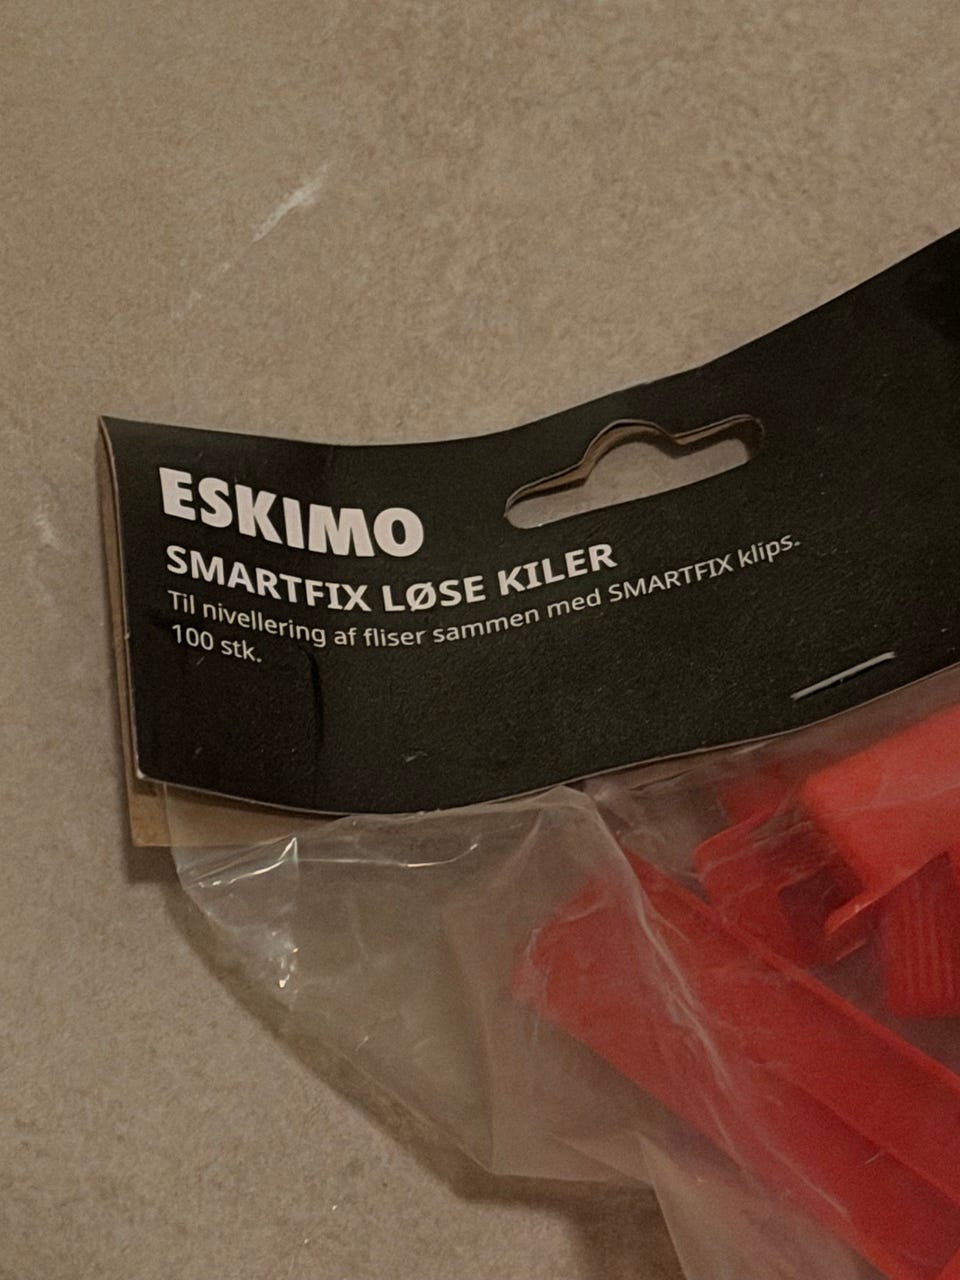 ESKIMO
SMARTFIX LØSE KILER
Til nivellering af fliser sammen med SMARTFIX klips.
100 stk.